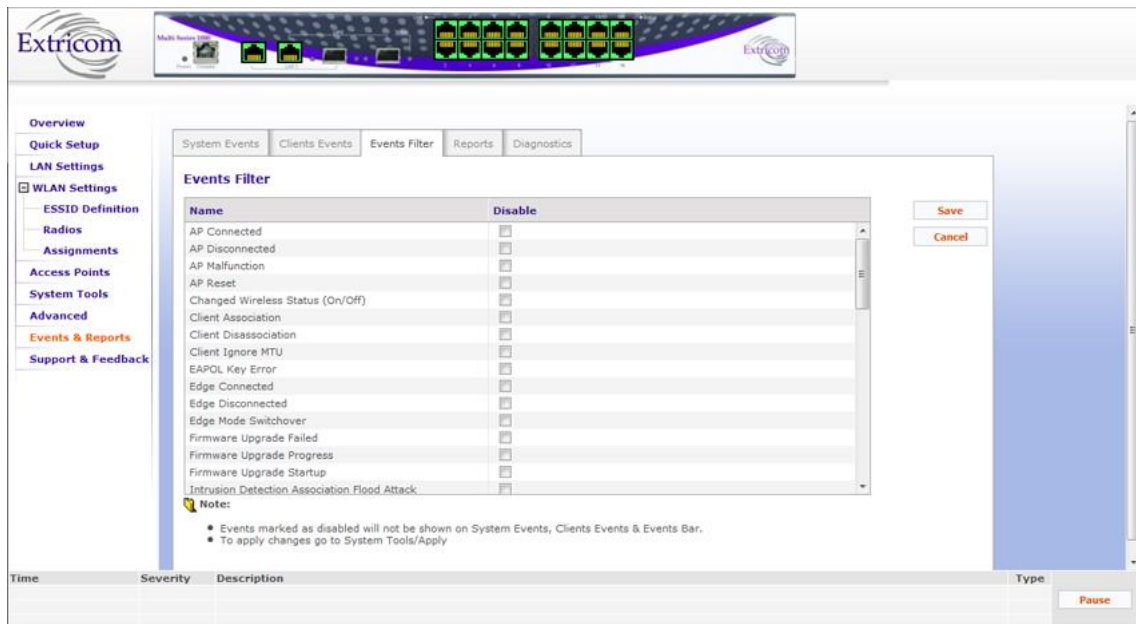 Extricom
Multi Series 1000
Extricom
Overview
Quick Setup
LAN Settings
WLAN Settings
ESSID Definition
Radios
Assignments
Access Points
System Tools
Advanced
Events & Reports
Support & Feedback
System Events
Clients Events
Events Filter
Reports
Diagnostics
Events Filter
Name Disable
AP Connected
AP Disconnected
AP Malfunction
AP Reset
Changed Wireless Status (On/Off)
Client Association
Client Disassociation
Client Ignore MTU
EAPOL Key Error
Edge Connected
Edge Disconnected
Edge Mode Switchover
Firmware Upgrade Failed
Firmware Upgrade Progress
Firmware Upgrade Startup
Intrusion Detection Association Flood Attack
Save
Cancel
Note:
Events marked as disabled will not be shown on System Events, Clients Events & Events Bar.
To apply changes go to System Tools/Apply
Time Severity Description Type
Pause